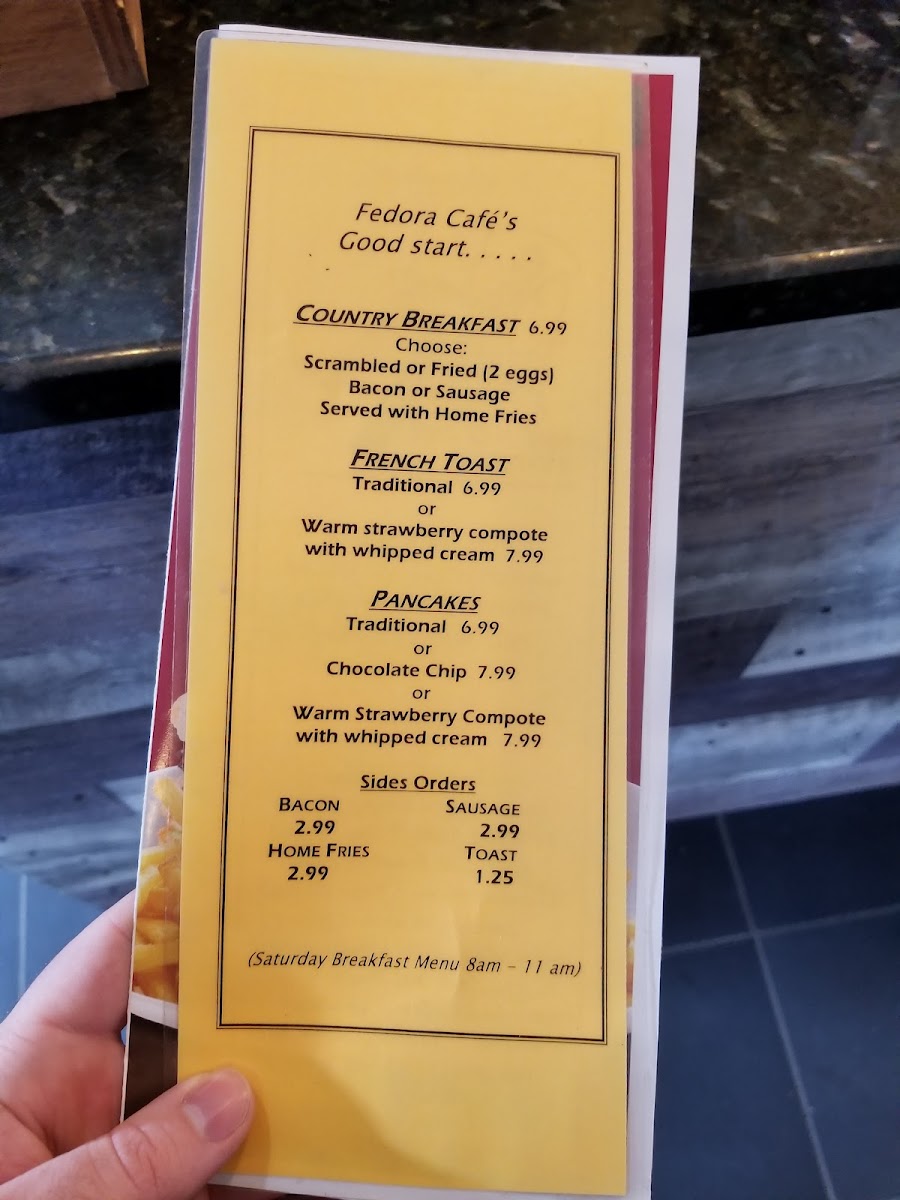 Fedora Café's
Good start. . . . .
COUNTRY BREAKFAST 6.99
Choose:
Scrambled or Fried (2 eggs)
Bacon or Sausage
Served with Home Fries
FRENCH TOAST
Traditional 6.99
or
Warm strawberry compote
with whipped cream 7.99
PANCAKES
Traditional 6.99
or
Chocolate Chip 7.99
or
Warm Strawberry Compote
with whipped cream 7.99
Sides Orders
BACON SAUSAGE
2.99 2.99
HOME FRIES TOAST
2.99 1.25
(Saturday Breakfast Menu 8am – 11 am)